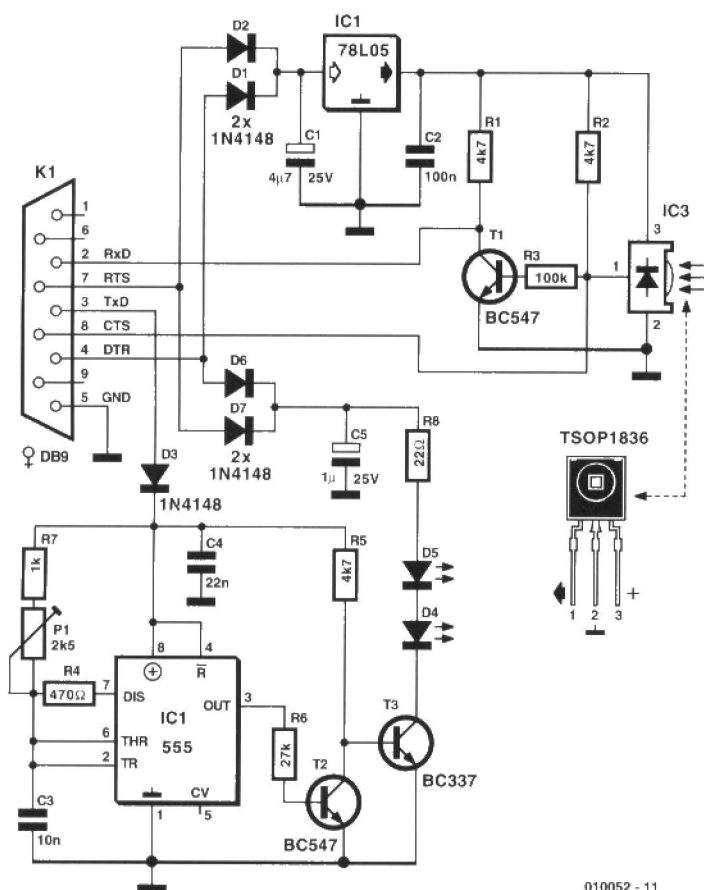 IC1
D2
78L05
D1
2x
1N4148
C1
4µ7
25V
C2
100n
R1
4k7
R2
4k7
IC3
K1
1
6
2
RxD
7
RTS
3
TxD
8
CTS
4
DTR
9
5
GND
♀ DB9
T1
R3
100k
BC547
1
3
2
D6
D7
2x
1N4148
C5
1µ
25V
R8
22Ω
TSOP1836
1
2
3
+
D3
1N4148
R7
1k
C4
22n
R5
4k7
D5
D4
P1
2k5
R4
470Ω
7
DIS
8
4
R̅
OUT
3
IC1
555
6
THR
2
TR
CV
1
5
R6
27k
T2
BC547
T3
BC337
C3
10n
010052 - 11